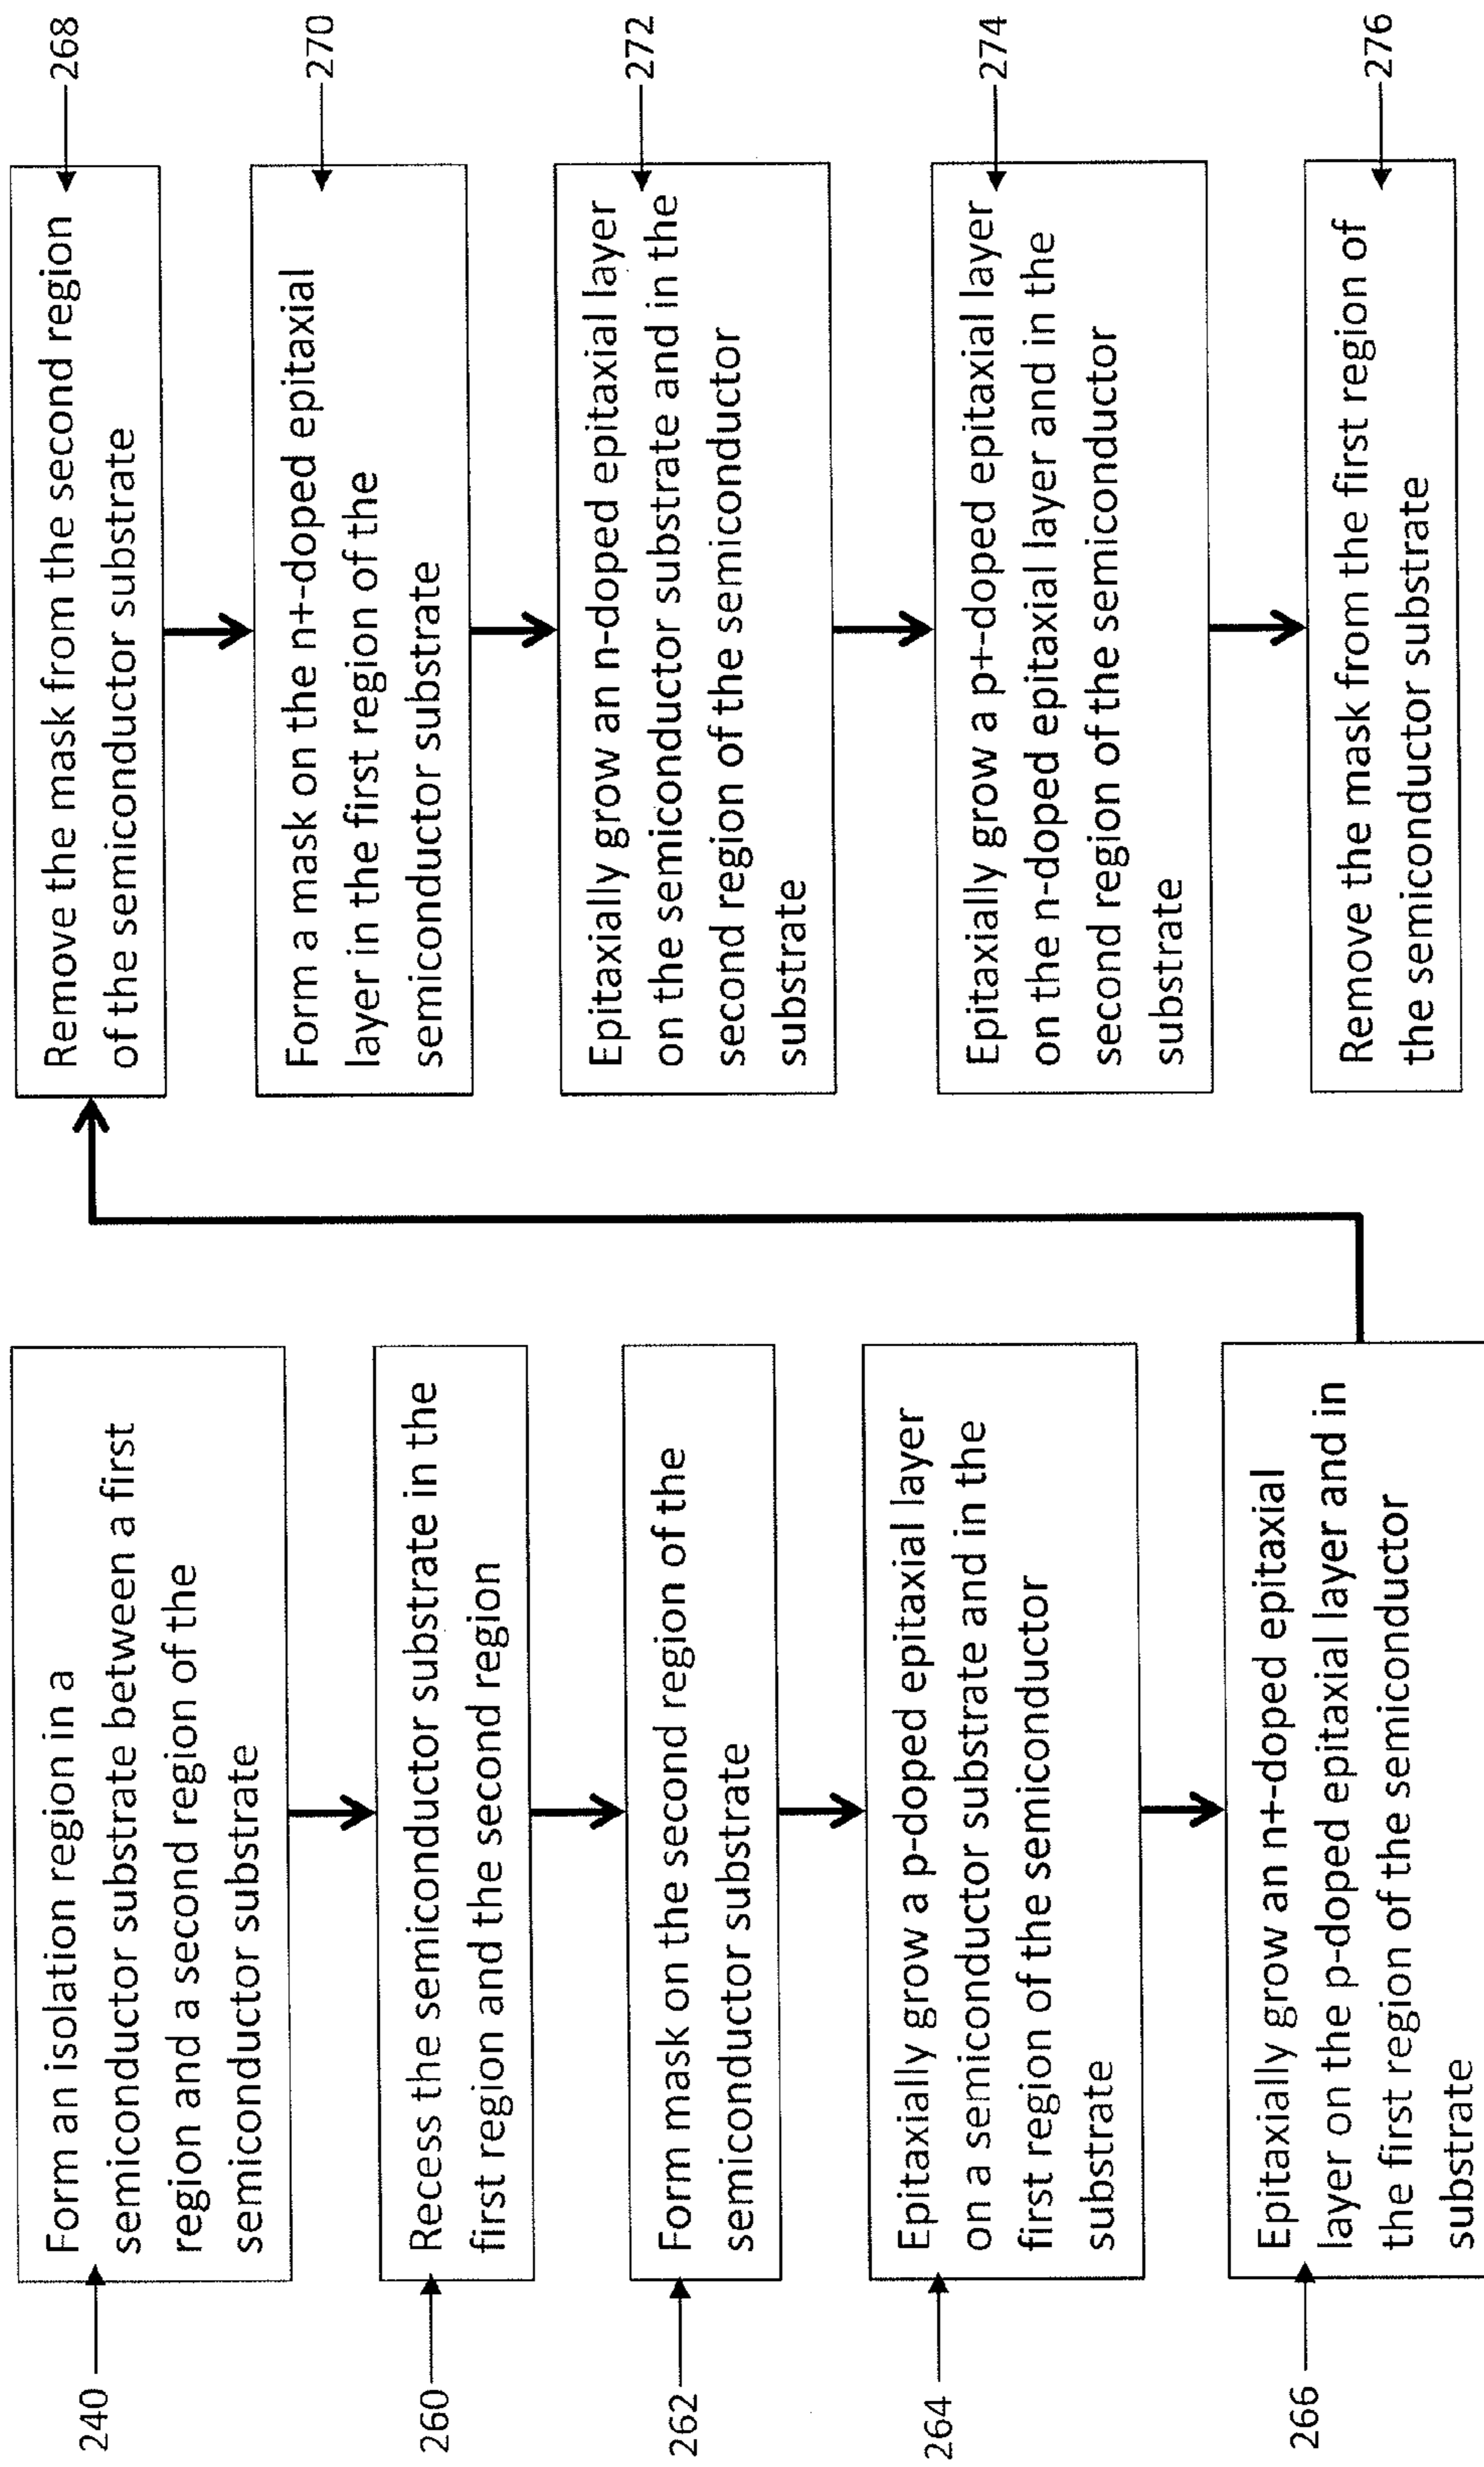 240
Form an isolation region in a
semiconductor substrate between a first
region and a second region of the
semiconductor substrate
260
Recess the semiconductor substrate in the
first region and the second region
262
Form mask on the second region of the
semiconductor substrate
264
Epitaxially grow a p-doped epitaxial layer
on a semiconductor substrate and in the
first region of the semiconductor
substrate
266
Epitaxially grow an n+-doped epitaxial
layer on the p-doped epitaxial layer and in
the first region of the semiconductor
substrate
268
Remove the mask from the second region
of the semiconductor substrate
270
Form a mask on the n+-doped epitaxial
layer in the first region of the
semiconductor substrate
272
Epitaxially grow an n-doped epitaxial layer
on the semiconductor substrate and in the
second region of the semiconductor
substrate
274
Epitaxially grow a p+-doped epitaxial layer
on the n-doped epitaxial layer and in the
second region of the semiconductor
substrate
276
Remove the mask from the first region of
the semiconductor substrate